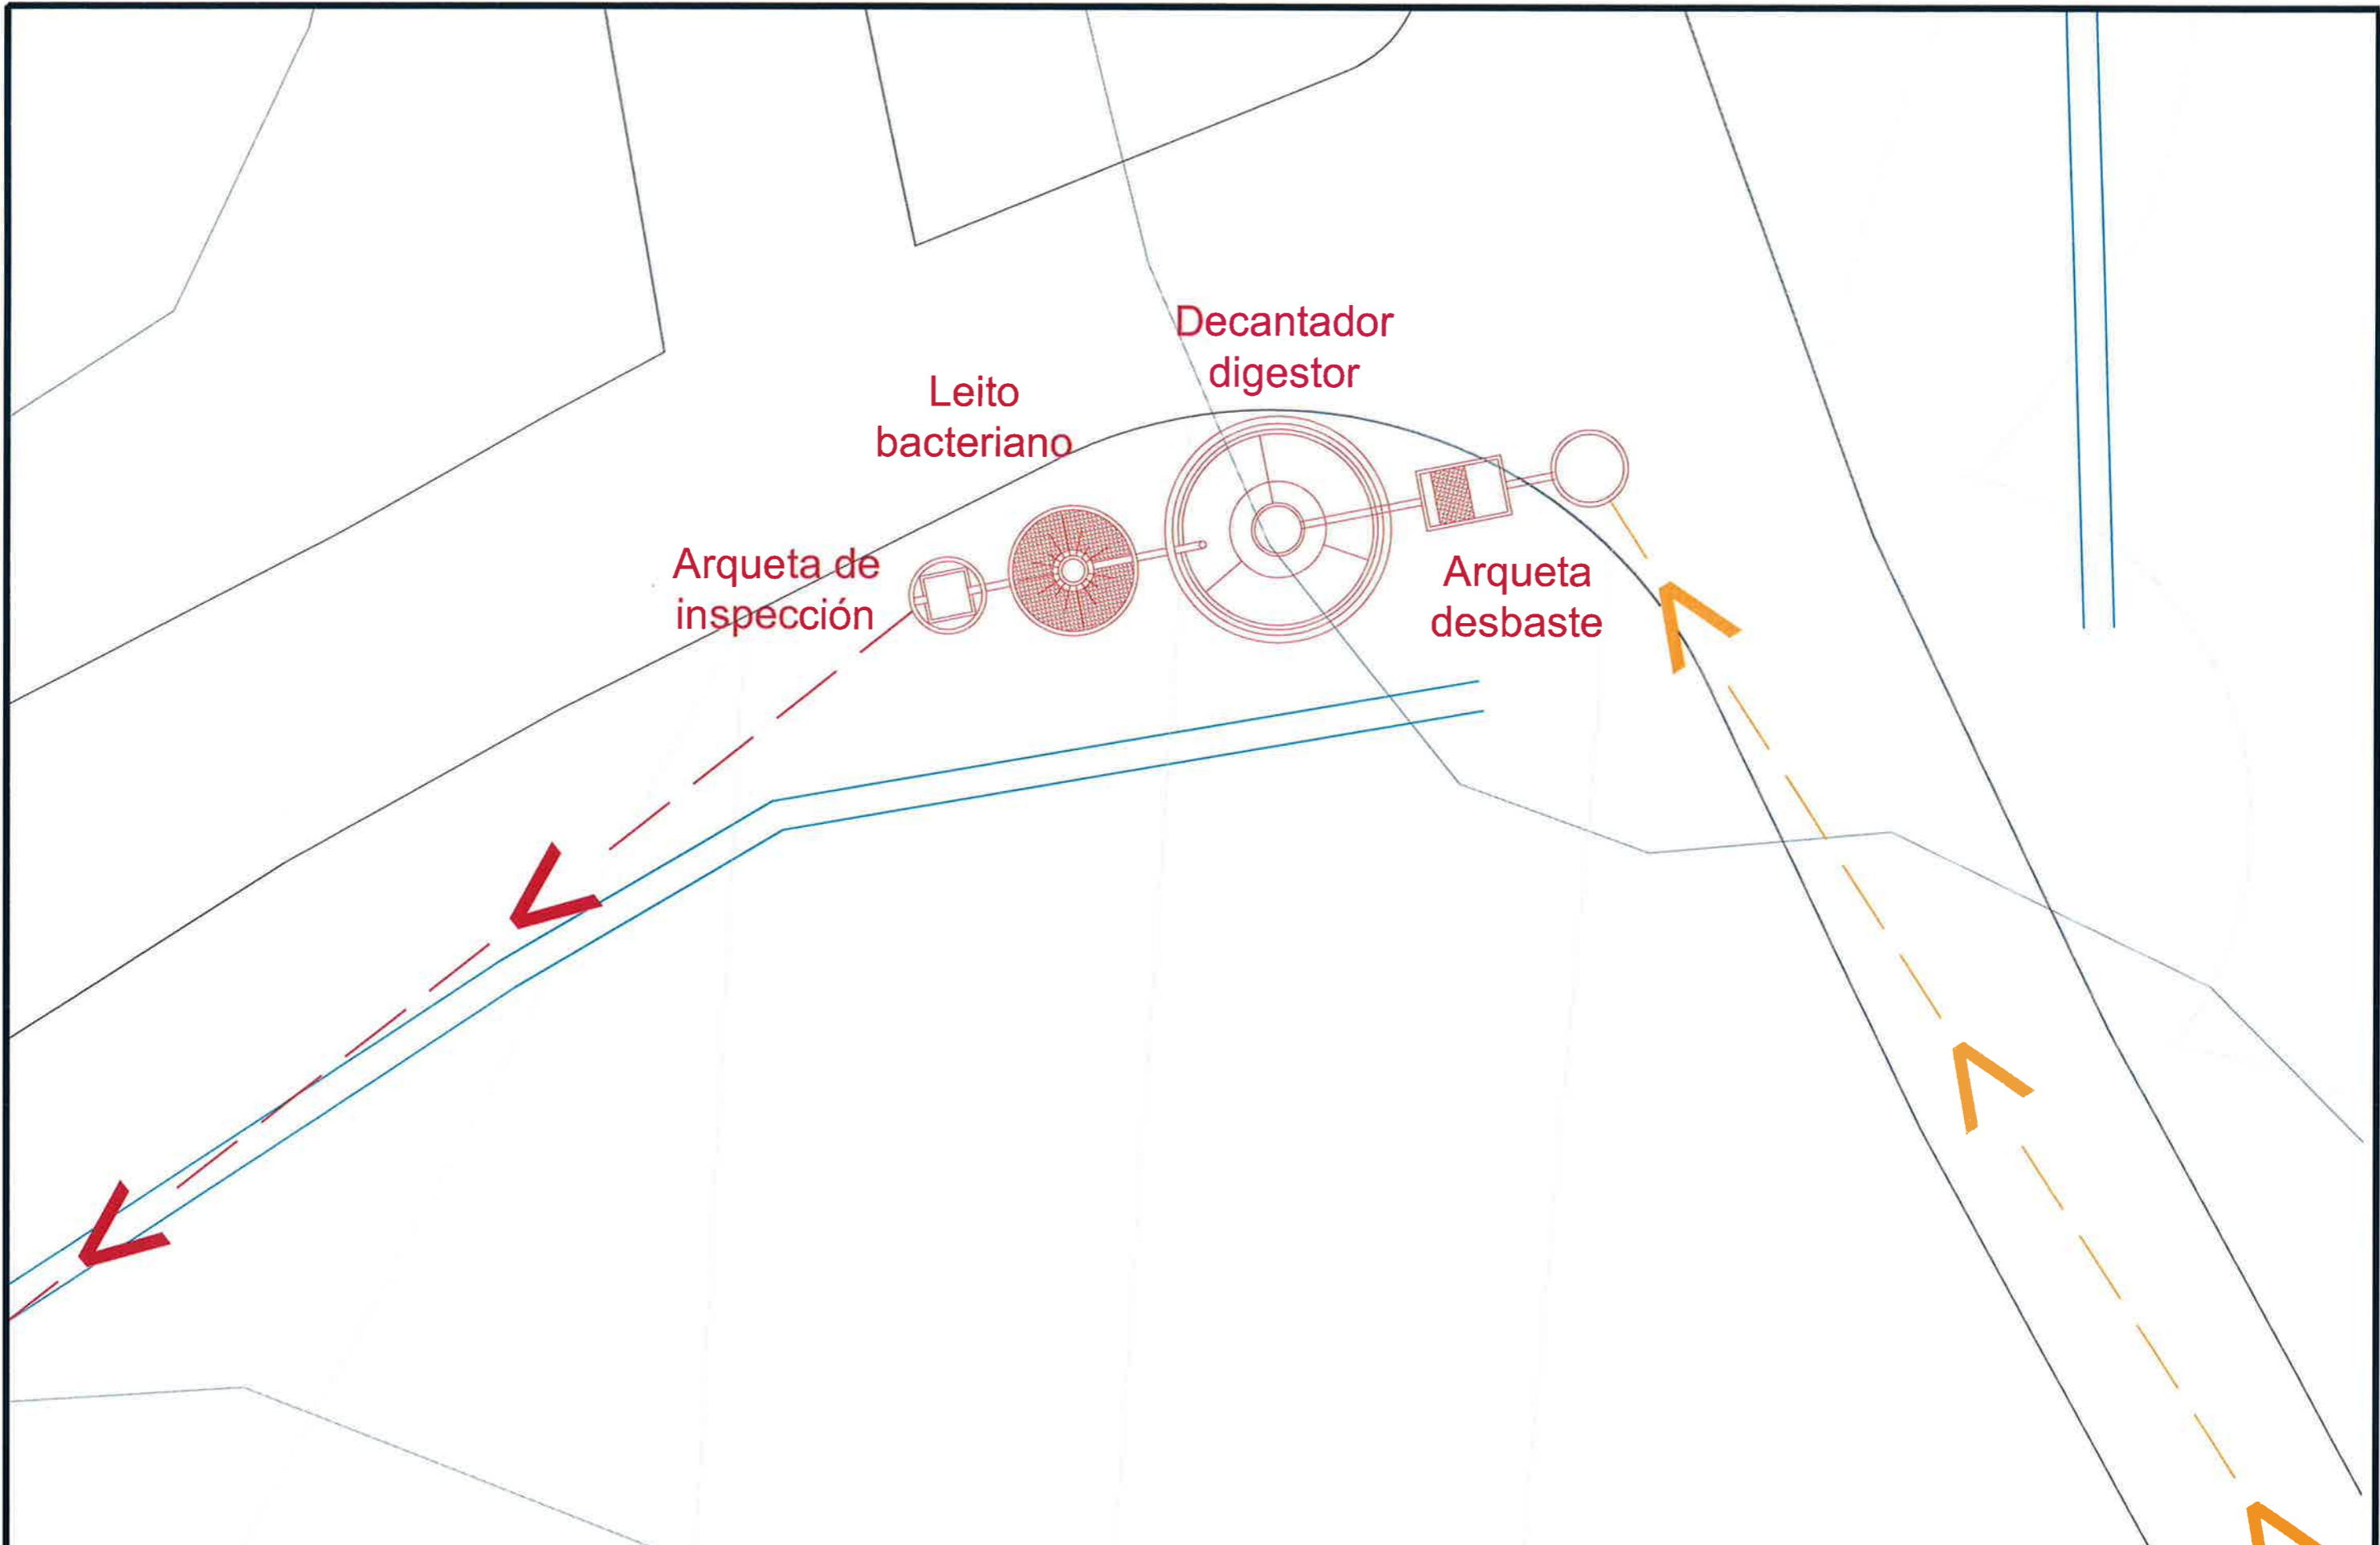 Decantador
digestor
Leito
bacteriano
Arqueta de
inspección
Arqueta
desbaste